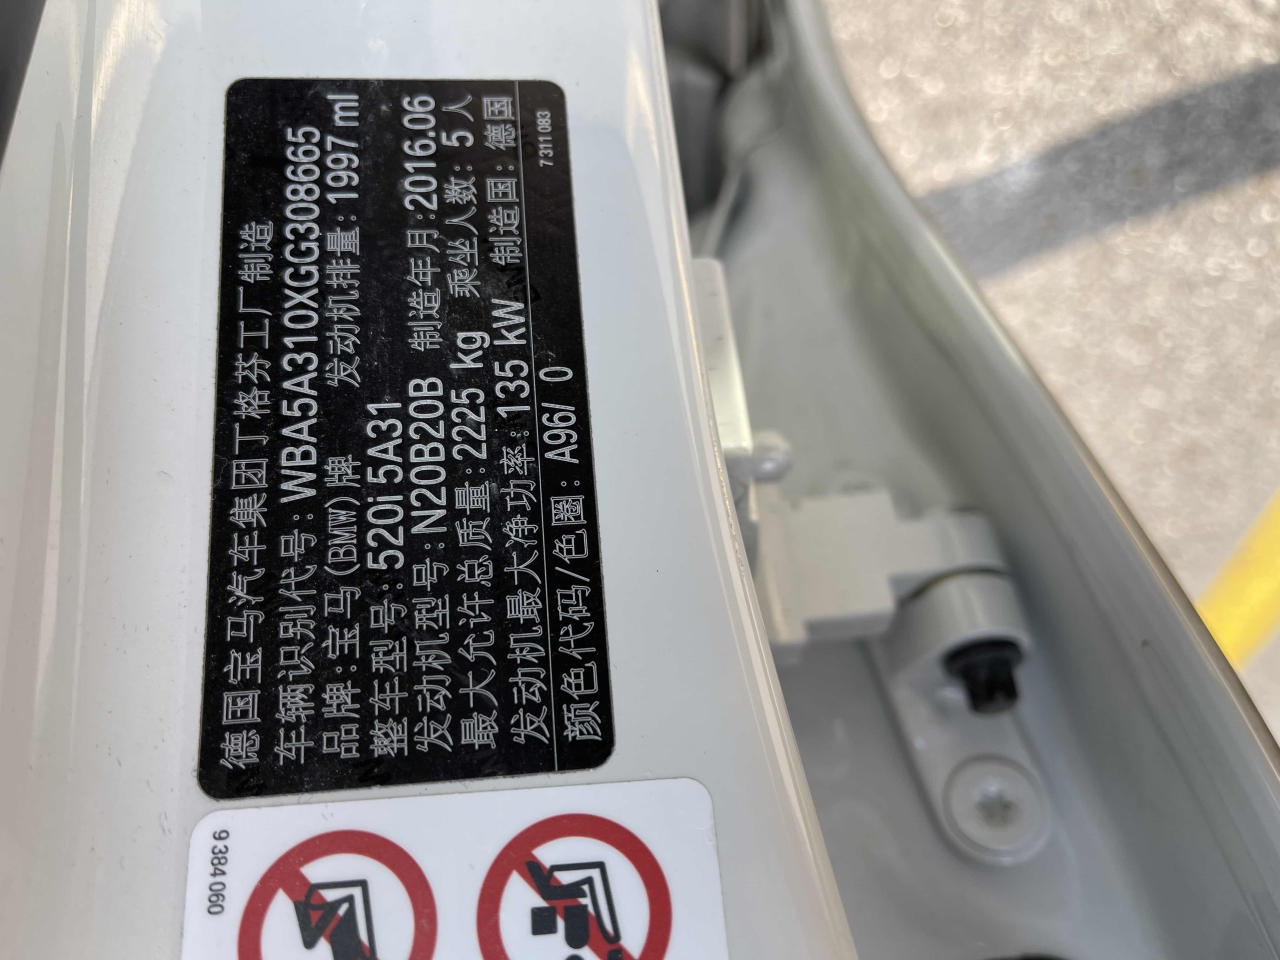 德国宝马汽车集团丁格芬工厂制造
车辆识别代号:WBA5A310XGG308665
品牌:宝马(BMW)牌 发动机排量:1997ml
整车型号:520i 5A31
发动机型号:N20B20B 制造年月:2016.06
最大允许总质量:2225 kg 乘坐人数: 5 人
发动机最大净功率:135 kW 制造国: 德国
颜色代码/色圈: A96/ 0
7 311 083
9 384 060